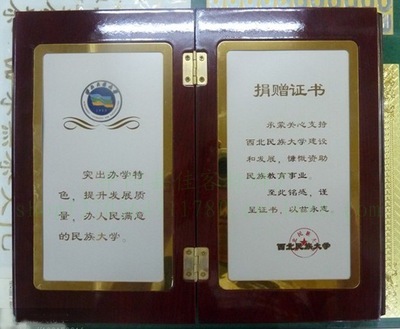 突出办学特
色，提升发展质
量，办人民满意
的民族大学。
捐赠证书
承蒙关心支持
西北民族大学建设
和发展，慷慨资助
民族教育事业。
至此铭感，谨
呈证书，以兹永志。
西北民族大学